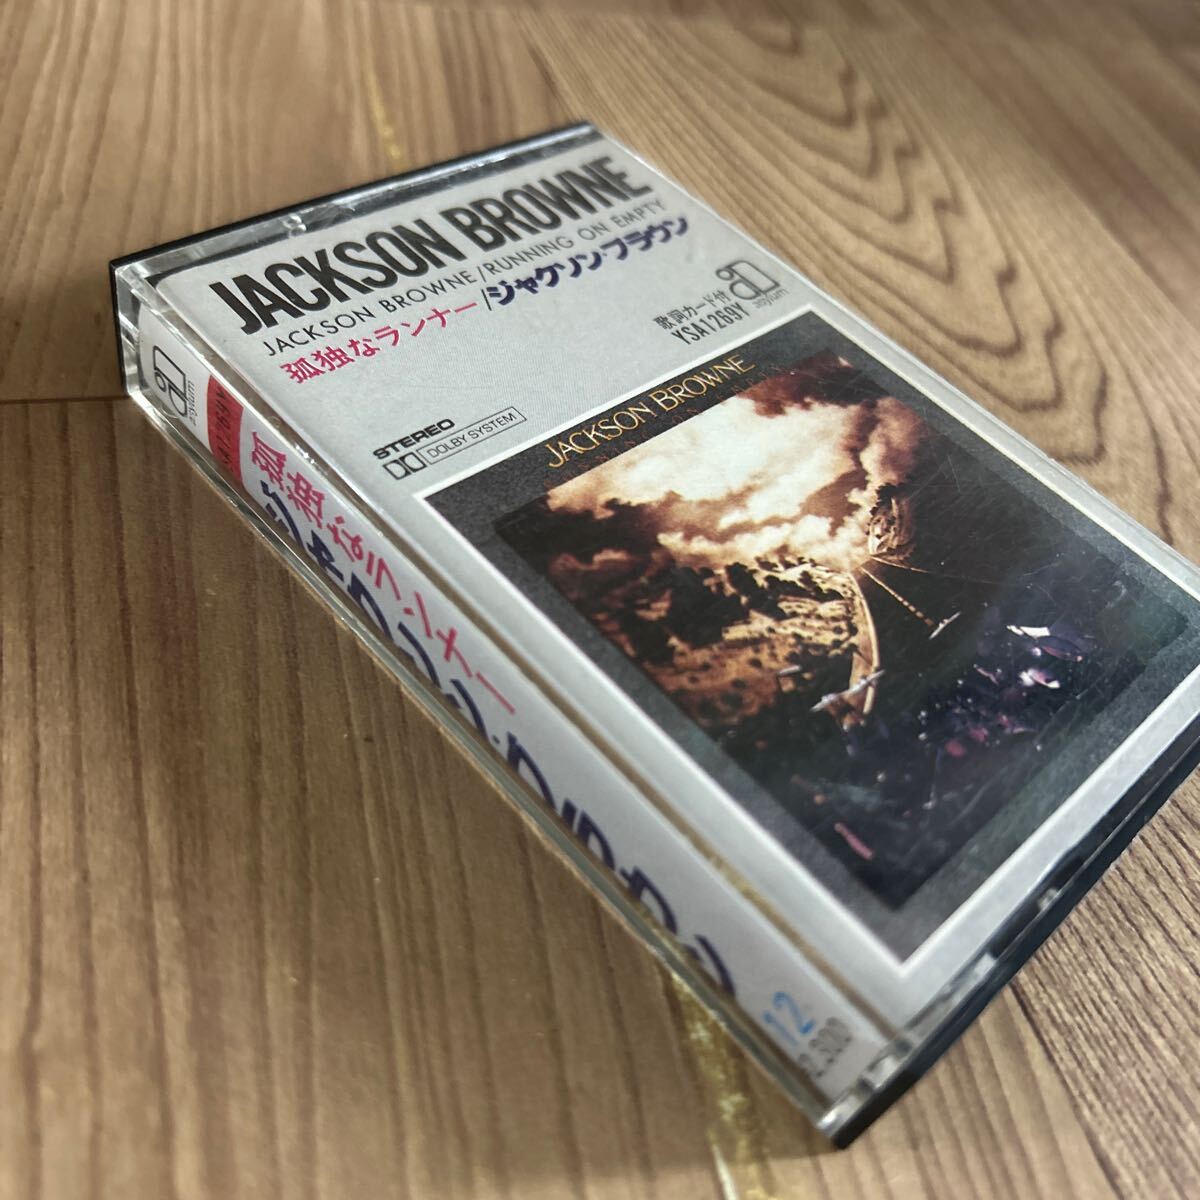 JACKSON BROWNE
JACKSON BROWNE/RUNNING ON EMPTY
孤独なランナー/ジャクソン・ブラウン
asylum
歌詞カード付
YSA1269Y
STEREO
DOLBY SYSTEM
JACKSON BROWNE
asylum
孤独なランナー
ジャクソン・ブラウン
12